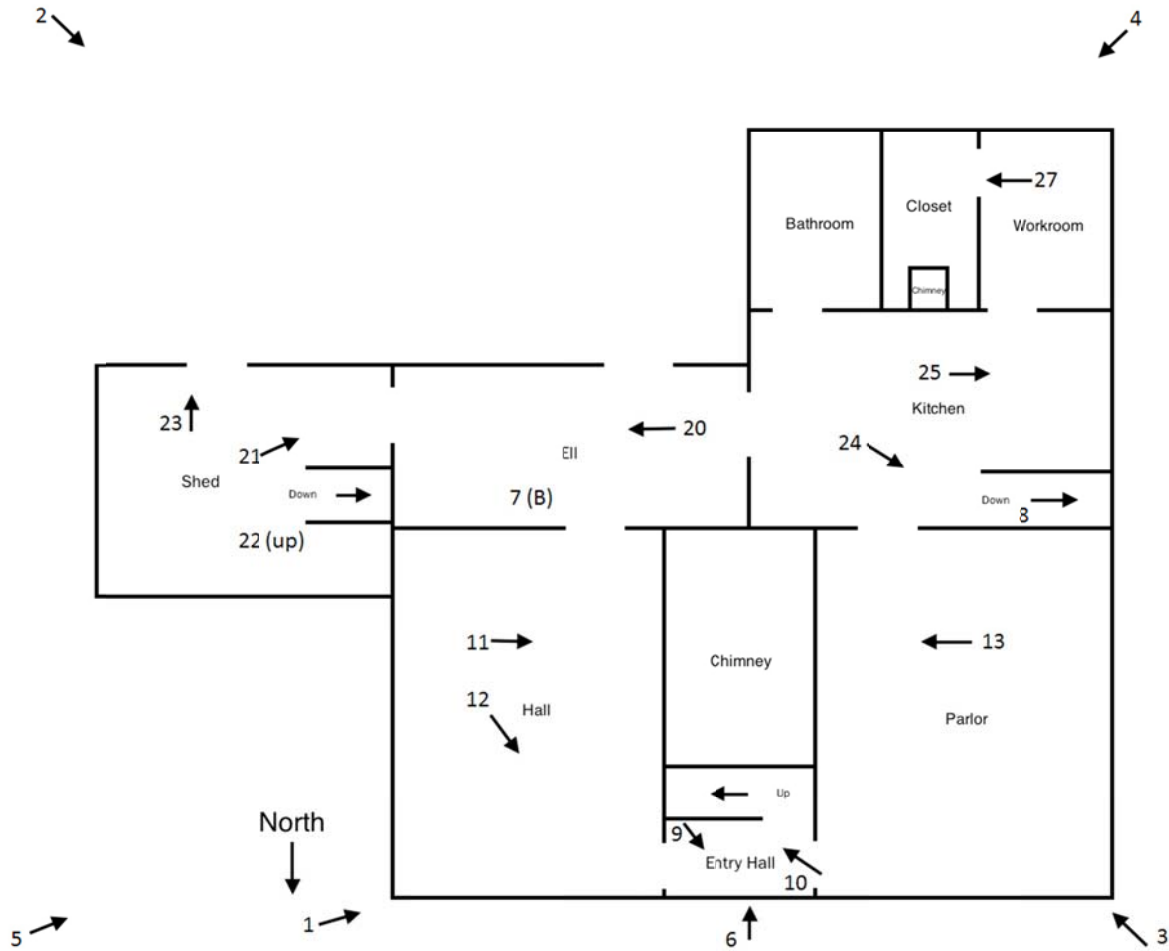 2
4
27
Closet
Bathroom
Workroom
Chimney
25
23
Kitchen
20
24
21
Ell
Shed
Down
7 (B)
Down
8
22 (up)
11
13
Chimney
12
Hall
Parlor
Up
North
9
Entry Hall
10
1
5
6
3